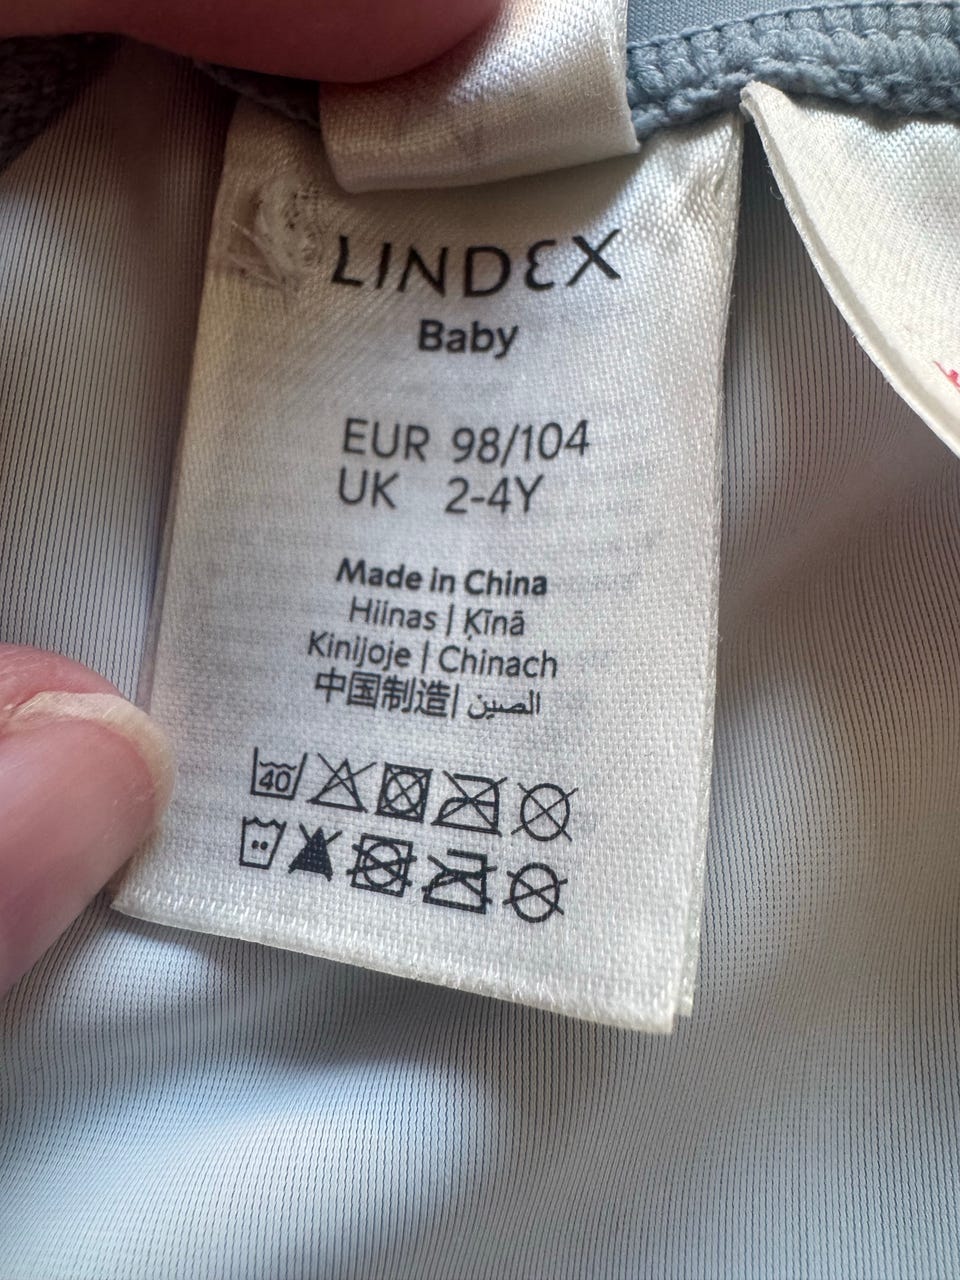 LINDEX
Baby
EUR 98/104
UK 2-4Y
Made in China
Hiinas | Ķīnā
Kinijoje | Chinach
中国制造| الصين
40